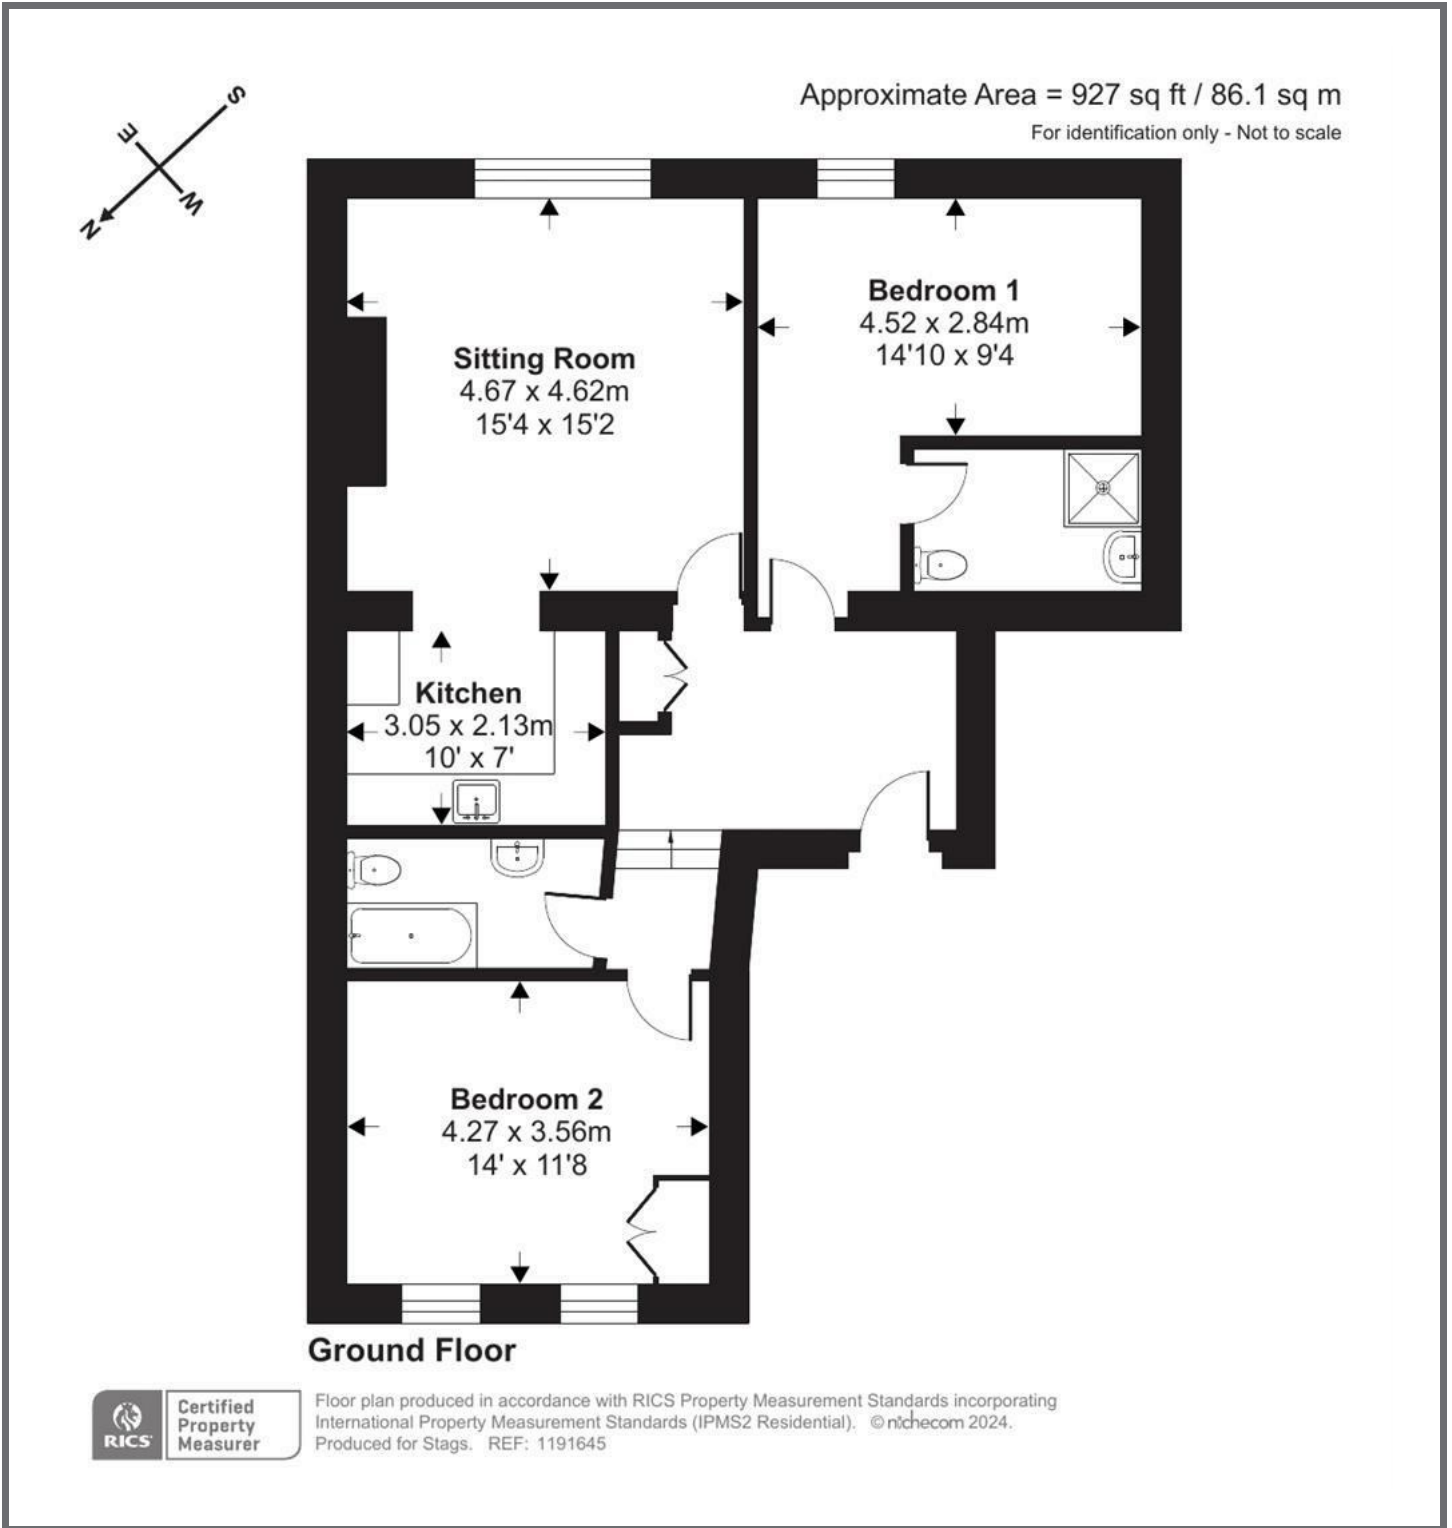 S
E
W
N
Approximate Area = 927 sq ft / 86.1 sq m
For identification only - Not to scale
Sitting Room
4.67 x 4.62m
15'4 x 15'2
Bedroom 1
4.52 x 2.84m
14'10 x 9'4
Kitchen
3.05 x 2.13m
10' x 7'
Bedroom 2
4.27 x 3.56m
14' x 11'8
Ground Floor
RICS
Certified
Property
Measurer
Floor plan produced in accordance with RICS Property Measurement Standards incorporating
International Property Measurement Standards (IPMS2 Residential). © nichecom 2024.
Produced for Stags. REF: 1191645